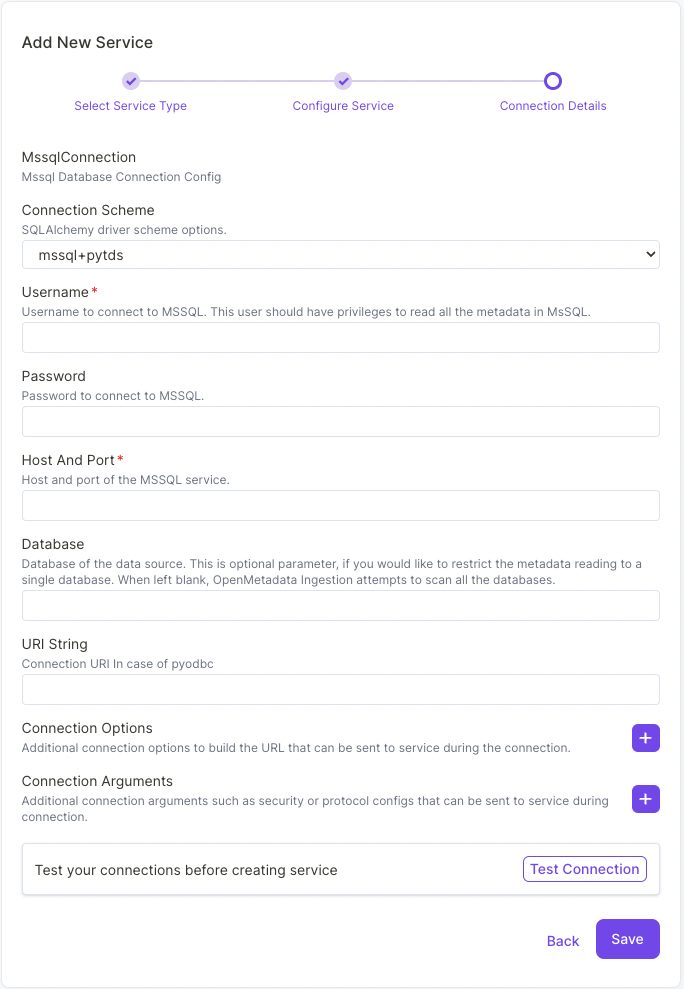 Add New Service
Select Service Type
Configure Service
Connection Details
MssqlConnection
Mssql Database Connection Config
Connection Scheme
SQLAlchemy driver scheme options.
mssql+pytds
Username*
Username to connect to MSSQL. This user should have privileges to read all the metadata in MsSQL.
Password
Password to connect to MSSQL.
Host And Port*
Host and port of the MSSQL service.
Database
Database of the data source. This is optional parameter, if you would like to restrict the metadata reading to a
single database. When left blank, OpenMetadata Ingestion attempts to scan all the databases.
URI String
Connection URI In case of pyodbc
Connection Options
Additional connection options to build the URL that can be sent to service during the connection.
Connection Arguments
Additional connection arguments such as security or protocol configs that can be sent to service during
connection.
Test your connections before creating service
Test Connection
Back
Save